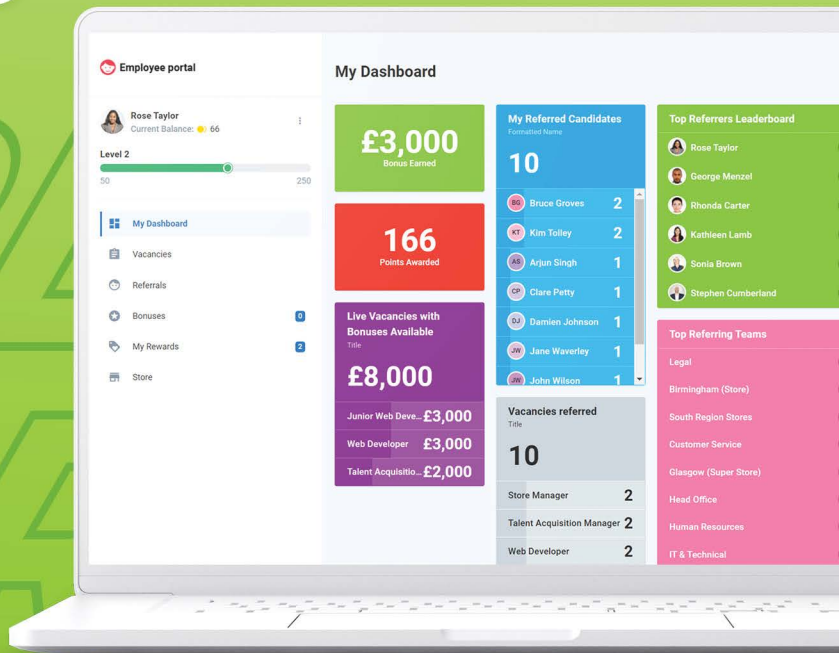 Employee portal
Rose Taylor
Current Balance: 66
Level 2
50 250
My Dashboard
Vacancies
Referrals
Bonuses 0
My Rewards 2
Store
My Dashboard
£3,000
Bonus Earned
166
Points Awarded
Live Vacancies with
Bonuses Available
Title
£8,000
Junior Web Deve... £3,000
Web Developer £3,000
Talent Acquisitio... £2,000
My Referred Candidates
Formatted Name
10
BG Bruce Groves 2
KT Kim Tolley 2
AS Arjun Singh 1
CP Clare Petty 1
DJ Damien Johnson 1
JW Jane Waverley 1
JW John Wilson 1
Vacancies referred
Title
10
Store Manager 2
Talent Acquisition Manager 2
Web Developer 2
Top Referrers Leaderboard
Rose Taylor
George Menzel
Rhonda Carter
Kathleen Lamb
Sonia Brown
Stephen Cumberland
Top Referring Teams
Legal
Birmingham (Store)
South Region Stores
Customer Service
Glasgow (Super Store)
Head Office
Human Resources
IT & Technical